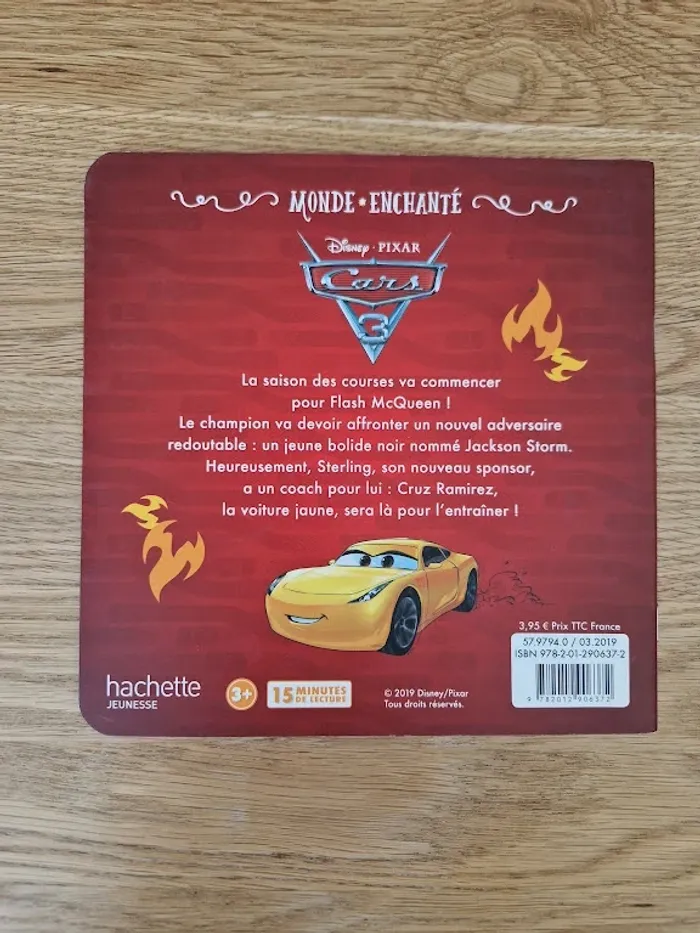 MONDE * ENCHANTÉ
Disney · PIXAR
Cars
3
La saison des courses va commencer
pour Flash McQueen !
Le champion va devoir affronter un nouvel adversaire
redoutable : un jeune bolide noir nommé Jackson Storm.
Heureusement, Sterling, son nouveau sponsor,
a un coach pour lui : Cruz Ramirez,
la voiture jaune, sera là pour l'entraîner !
3,95 € Prix TTC France
57.9794.0 / 03.2019
ISBN 978-2-01-290637-2
9 782012 906372
hachette
JEUNESSE
3+
15 MINUTES
DE LECTURE
© 2019 Disney/Pixar
Tous droits réservés.